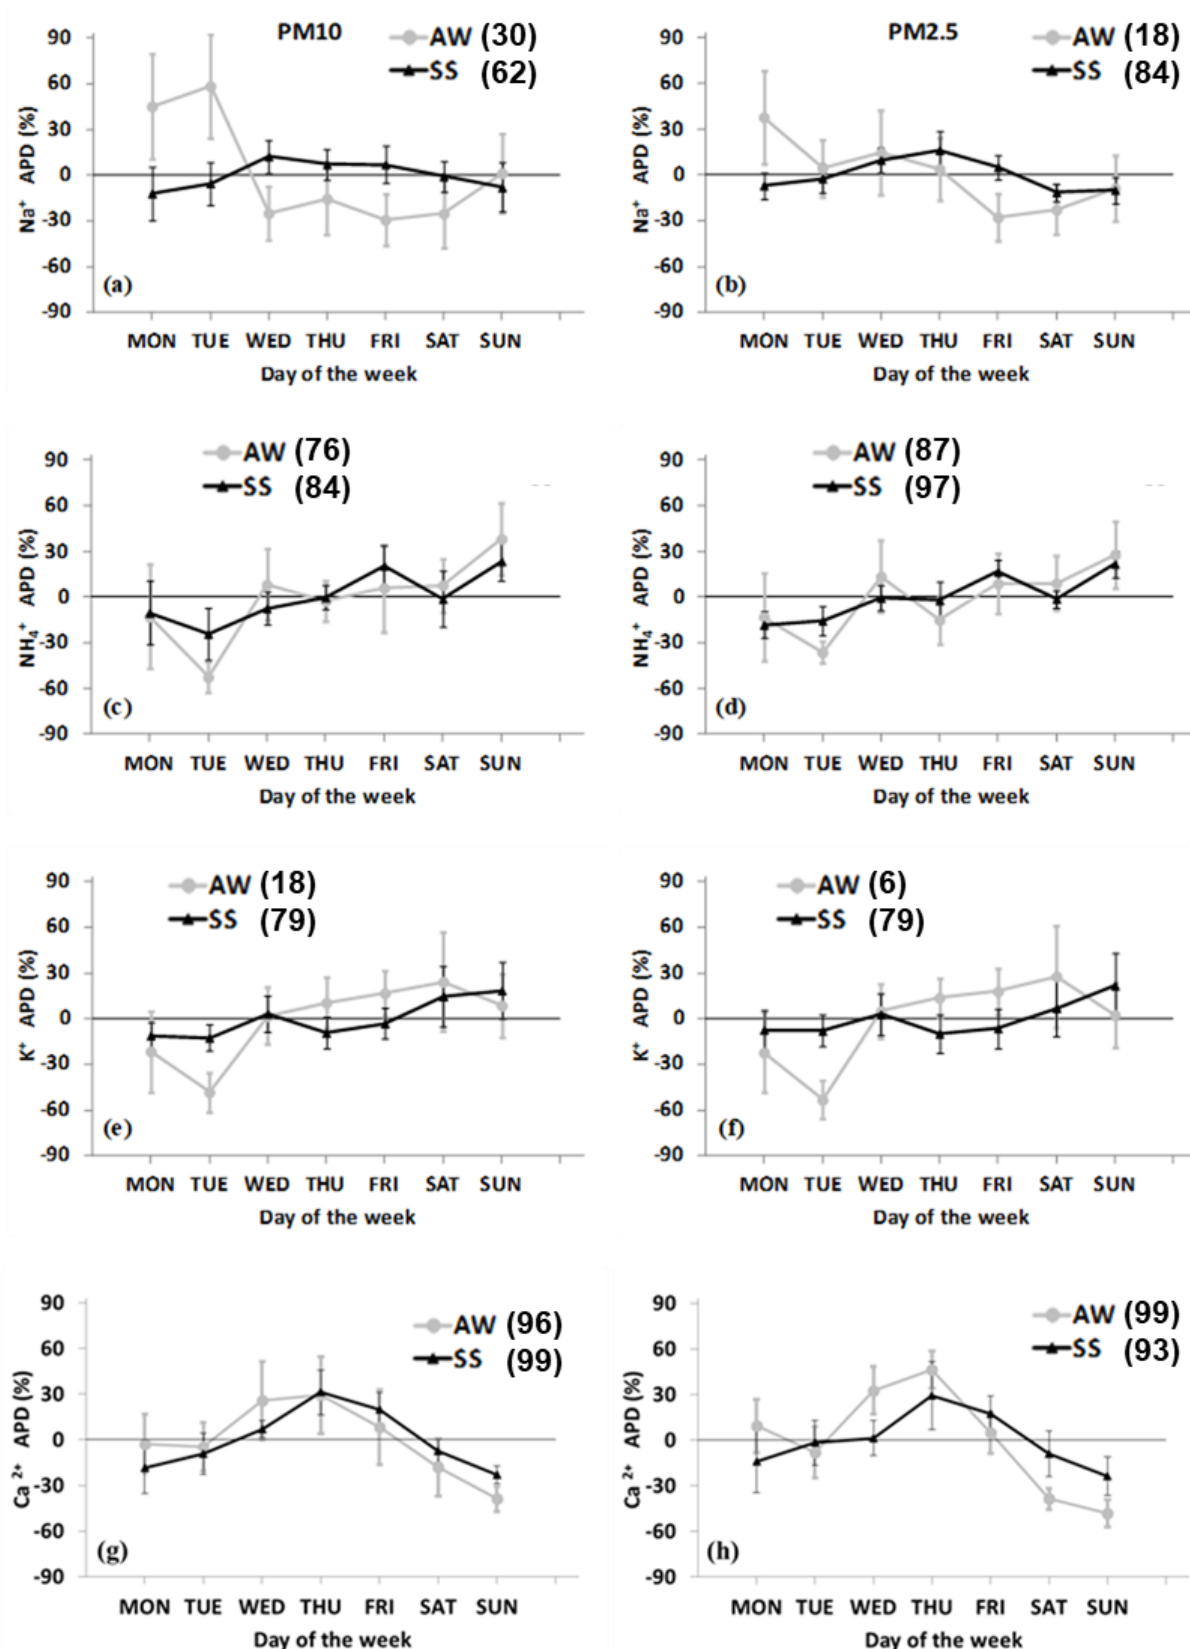 PM10
AW (30)
SS (62)
90
60
30
0
-30
-60
-90
Na⁺ APD (%)
(a)
MON TUE WED THU FRI SAT SUN
Day of the week
PM2.5
AW (18)
SS (84)
90
60
30
0
-30
-60
-90
Na⁺ APD (%)
(b)
MON TUE WED THU FRI SAT SUN
Day of the week
AW (76)
SS (84)
90
60
30
0
-30
-60
-90
NH₄⁺ APD (%)
(c)
MON TUE WED THU FRI SAT SUN
Day of the week
AW (87)
SS (97)
90
60
30
0
-30
-60
-90
NH₄⁺ APD (%)
(d)
MON TUE WED THU FRI SAT SUN
Day of the week
AW (18)
SS (79)
90
60
30
0
-30
-60
-90
K⁺ APD (%)
(e)
MON TUE WED THU FRI SAT SUN
Day of the week
AW (6)
SS (79)
90
60
30
0
-30
-60
-90
K⁺ APD (%)
(f)
MON TUE WED THU FRI SAT SUN
Day of the week
AW (96)
SS (99)
90
60
30
0
-30
-60
-90
Ca ²⁺ APD (%)
(g)
MON TUE WED THU FRI SAT SUN
Day of the week
AW (99)
SS (93)
90
60
30
0
-30
-60
-90
Ca ²⁺ APD (%)
(h)
MON TUE WED THU FRI SAT SUN
Day of the week